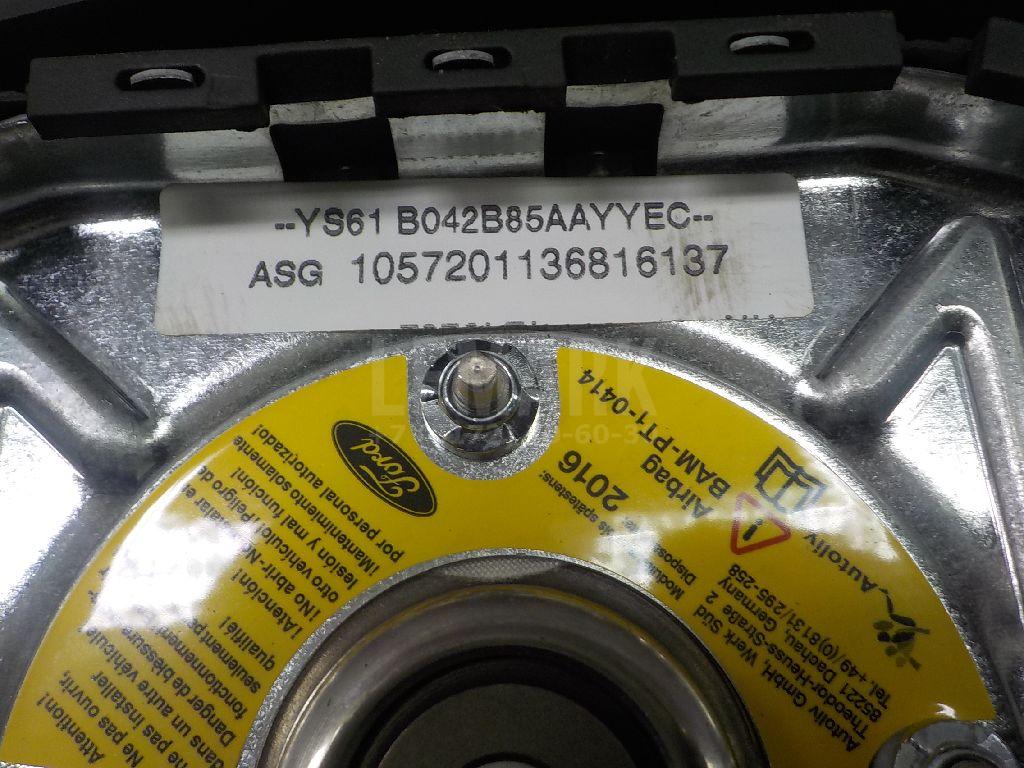 --YS61 B042B85AAYYEC--
ASG 1057201136816137
Ford
por personal autorizado!
¡Mantenimiento solamente
lesión y mal función!
otro vehículo! Peligro de
¡No abrir-No
¡Atención!
qualifié!
seulement pa
fonctionnement
Danger de blessure
dans un autre véhicule!
ne pas installer
Ne pas ouvrir,
Attention!
BAM-PT1-0414
Airbag
2016
spätestens:
Autoliv
Autoliv GmbH, Werk Süd
Theodor-Heuss-Straße 2
85221 Dachau, Germany
Tel. +49/(0)8131/295-258